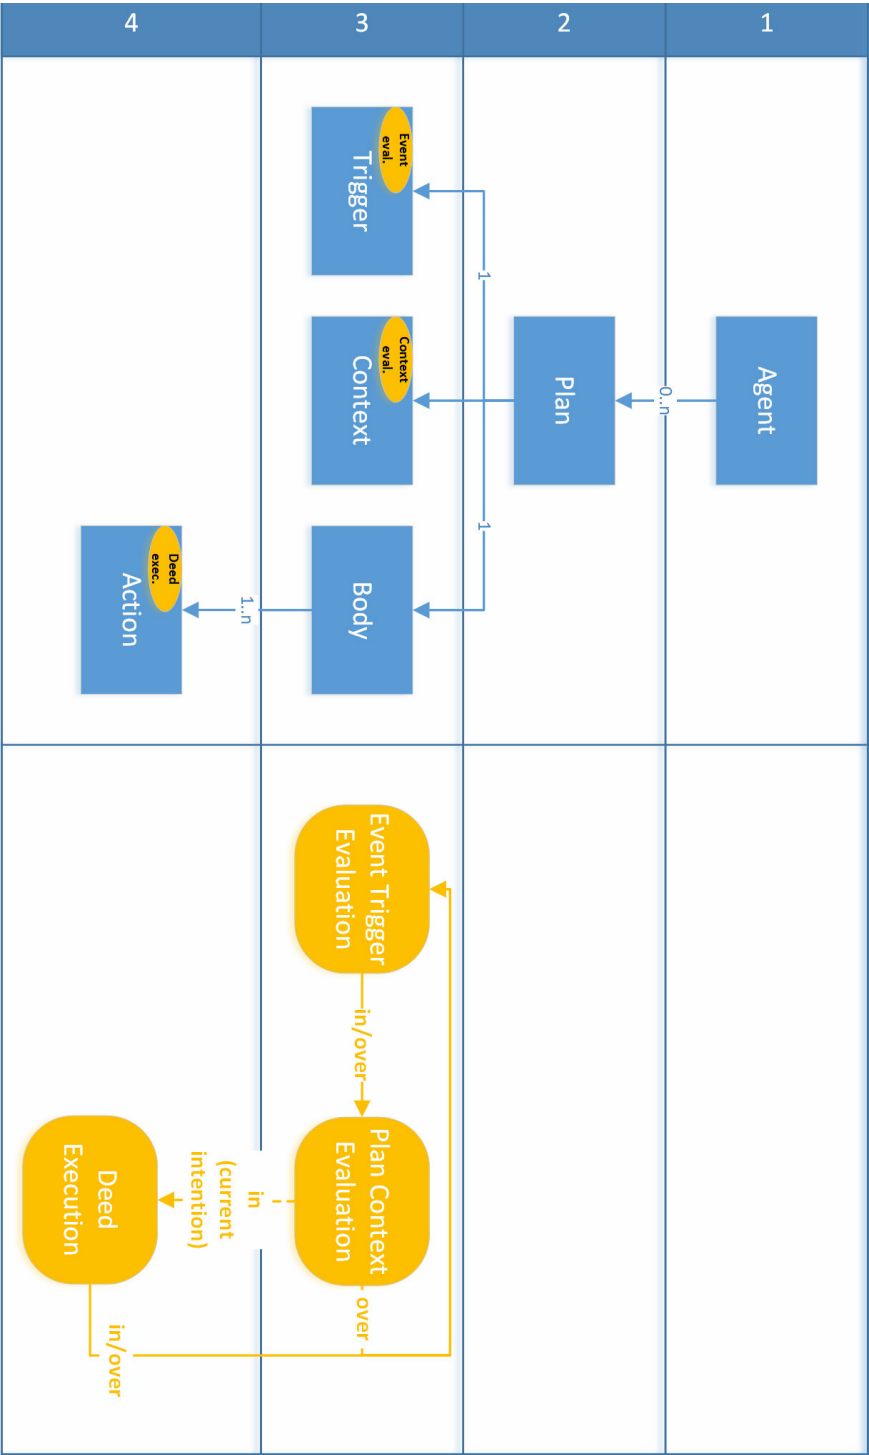 1
Agent
0..n
2
Plan
1
1
3
Event
eval.
Trigger
Context
eval.
Context
Body
1..n
4
Deed
exec.
Action
Event Trigger
Evaluation
in/over
Plan Context
Evaluation
over
in
(current
intention)
Deed
Execution
in/over